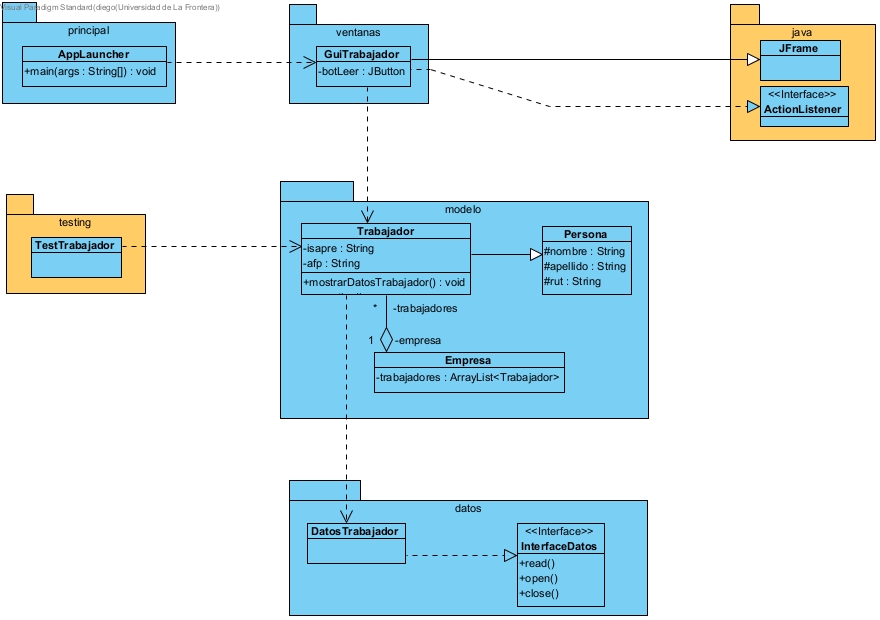 Visual Paradigm Standard(diego(Universidad de La Frontera))
principal
AppLauncher
+main(args : String[]) : void
ventanas
GuiTrabajador
-botLeer : JButton
java
JFrame
<<Interface>>
ActionListener
testing
TestTrabajador
modelo
Trabajador
-isapre : String
-afp : String
+mostrarDatosTrabajador() : void
Persona
#nombre : String
#apellido : String
#rut : String
* -trabajadores
1 -empresa
Empresa
-trabajadores : ArrayList<Trabajador>
datos
DatosTrabajador
<<Interface>>
InterfaceDatos
+read()
+open()
+close()